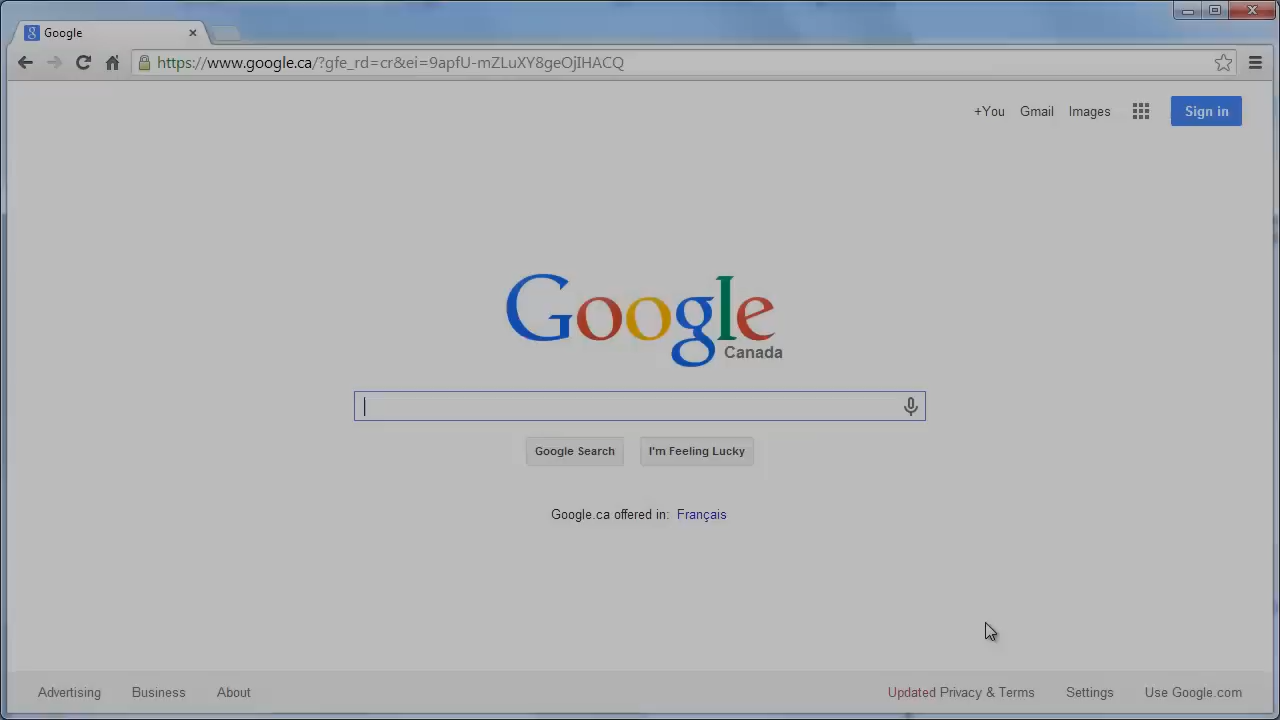 Google
https://www.google.ca/?gfe_rd=cr&ei=9apfU-mZLuXY8geOjIHACQ
+You Gmail Images Sign in
Google
Canada
Google Search I'm Feeling Lucky
Google.ca offered in: Français
Advertising Business About Updated Privacy & Terms Settings Use Google.com